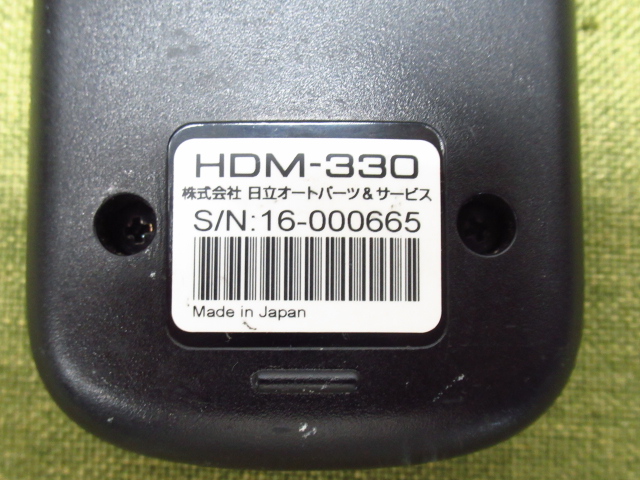 HDM-330
株式会社 日立オートパーツ&サービス
S/N:16-000665
Made in Japan